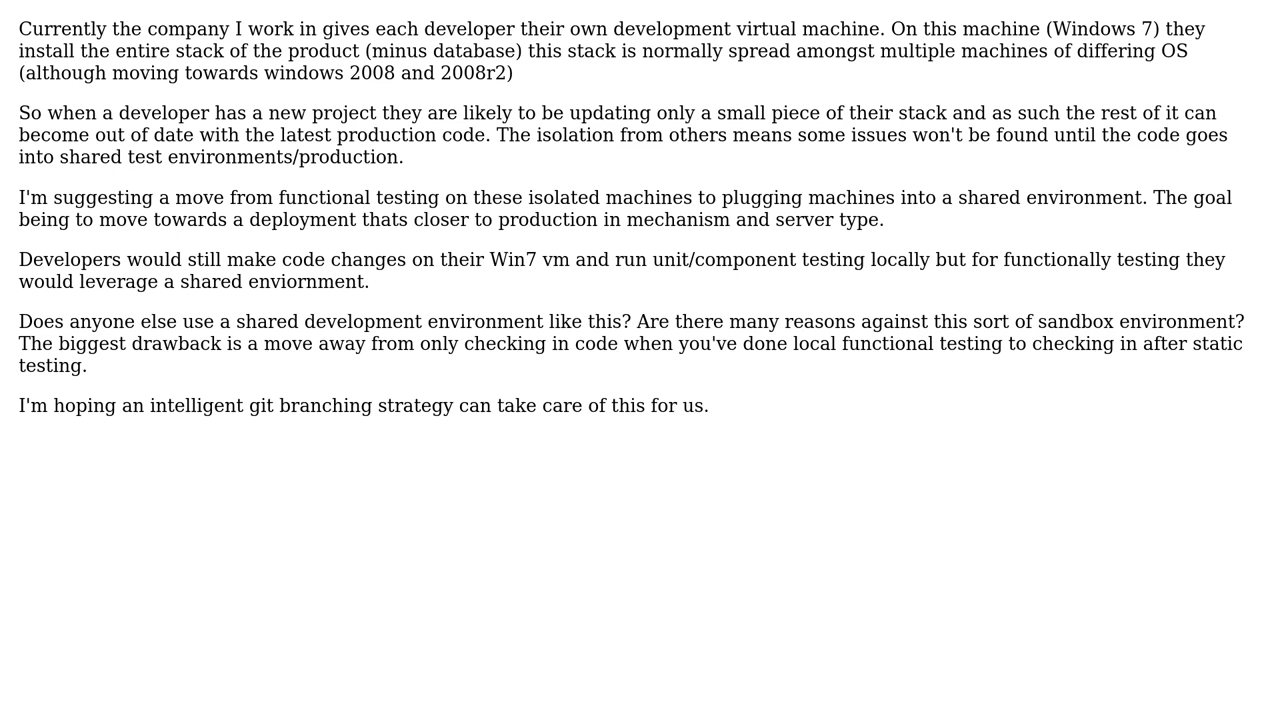 Currently the company I work in gives each developer their own development virtual machine. On this machine (Windows 7) they
install the entire stack of the product (minus database) this stack is normally spread amongst multiple machines of differing OS
(although moving towards windows 2008 and 2008r2)
So when a developer has a new project they are likely to be updating only a small piece of their stack and as such the rest of it can
become out of date with the latest production code. The isolation from others means some issues won't be found until the code goes
into shared test environments/production.
I'm suggesting a move from functional testing on these isolated machines to plugging machines into a shared environment. The goal
being to move towards a deployment thats closer to production in mechanism and server type.
Developers would still make code changes on their Win7 vm and run unit/component testing locally but for functionally testing they
would leverage a shared enviornment.
Does anyone else use a shared development environment like this? Are there many reasons against this sort of sandbox environment?
The biggest drawback is a move away from only checking in code when you've done local functional testing to checking in after static
testing.
I'm hoping an intelligent git branching strategy can take care of this for us.